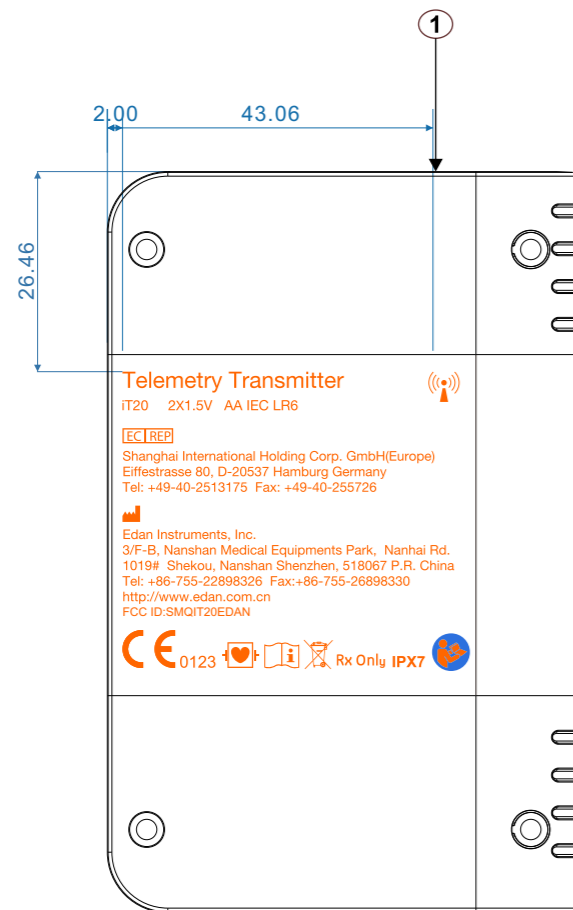 1
2.00
43.06
26.46
Telemetry Transmitter
iT20 2X1.5V AA IEC LR6
EC REP
Shanghai International Holding Corp. GmbH(Europe)
Eiffestrasse 80, D-20537 Hamburg Germany
Tel: +49-40-2513175 Fax: +49-40-255726
Edan Instruments, Inc.
3/F-B, Nanshan Medical Equipments Park, Nanhai Rd.
1019# Shekou, Nanshan Shenzhen, 518067 P.R. China
Tel: +86-755-22898326 Fax:+86-755-26898330
http://www.edan.com.cn
FCC ID:SMQIT20EDAN
CE 0123 i Rx Only IPX7